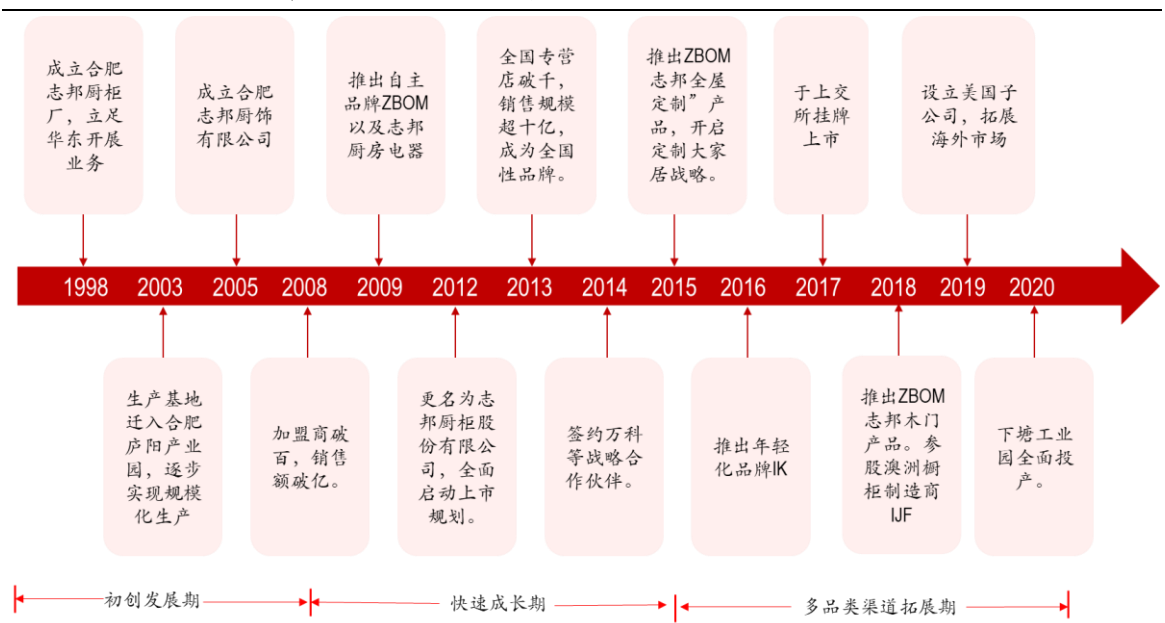 成立合肥
志邦厨柜
厂，立足
华东开展
业务
成立合肥
志邦厨饰
有限公司
推出自主
品牌ZBOM
以及志邦
厨房电器
全国专营
店破千，
销售规模
超十亿，
成为全国
性品牌。
推出ZBOM
志邦全屋
定制”产
品，开启
定制大家
居战略。
于上交
所挂牌
上市
设立美国子
公司，拓展
海外市场
1998 2003 2005 2008 2009 2012 2013 2014 2015 2016 2017 2018 2019 2020
生产基地
迁入合肥
庐阳产业
园，逐步
实现规模
化生产
加盟商破
百，销售
额破亿。
更名为志
邦厨柜股
份有限公
司，全面
启动上市
规划。
签约万科
等战略合
作伙伴。
推出年轻
化品牌IK
推出ZBOM
志邦木门
产品。参
股澳洲橱
柜制造商
IJF
下塘工业
园全面投
产。
初创发展期 快速成长期 多品类渠道拓展期